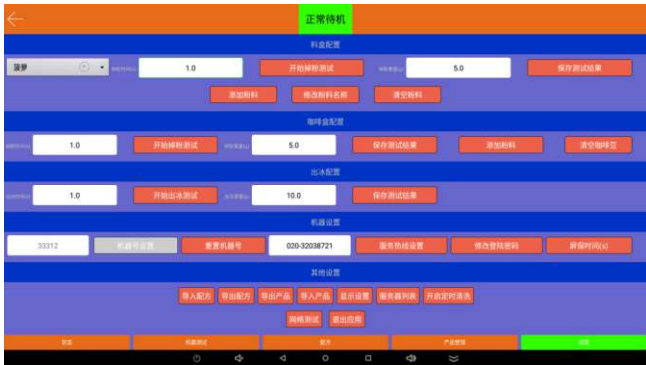 正常待机
料盒配置
菠萝 1.0 开始掉粉测试 5.0 保存测试结果
添加粉料 修改粉料名称 清空粉料
咖啡盒配置
1.0 开始掉粉测试 5.0 保存测试结果 添加粉料 清空咖啡豆
出冰配置
1.0 开始出冰测试 10.0 保存测试结果
机器设置
33312 机器号设置 重置机器号 020-32038721 服务热线设置 修改登陆密码 屏保时间(s)
其他设置
导入配方 导出配方 导出产品 导入产品 显示设置 服务器列表 开启定时清洗
网络测试 退出应用
状态 机器测试 配方 产品管理 设置